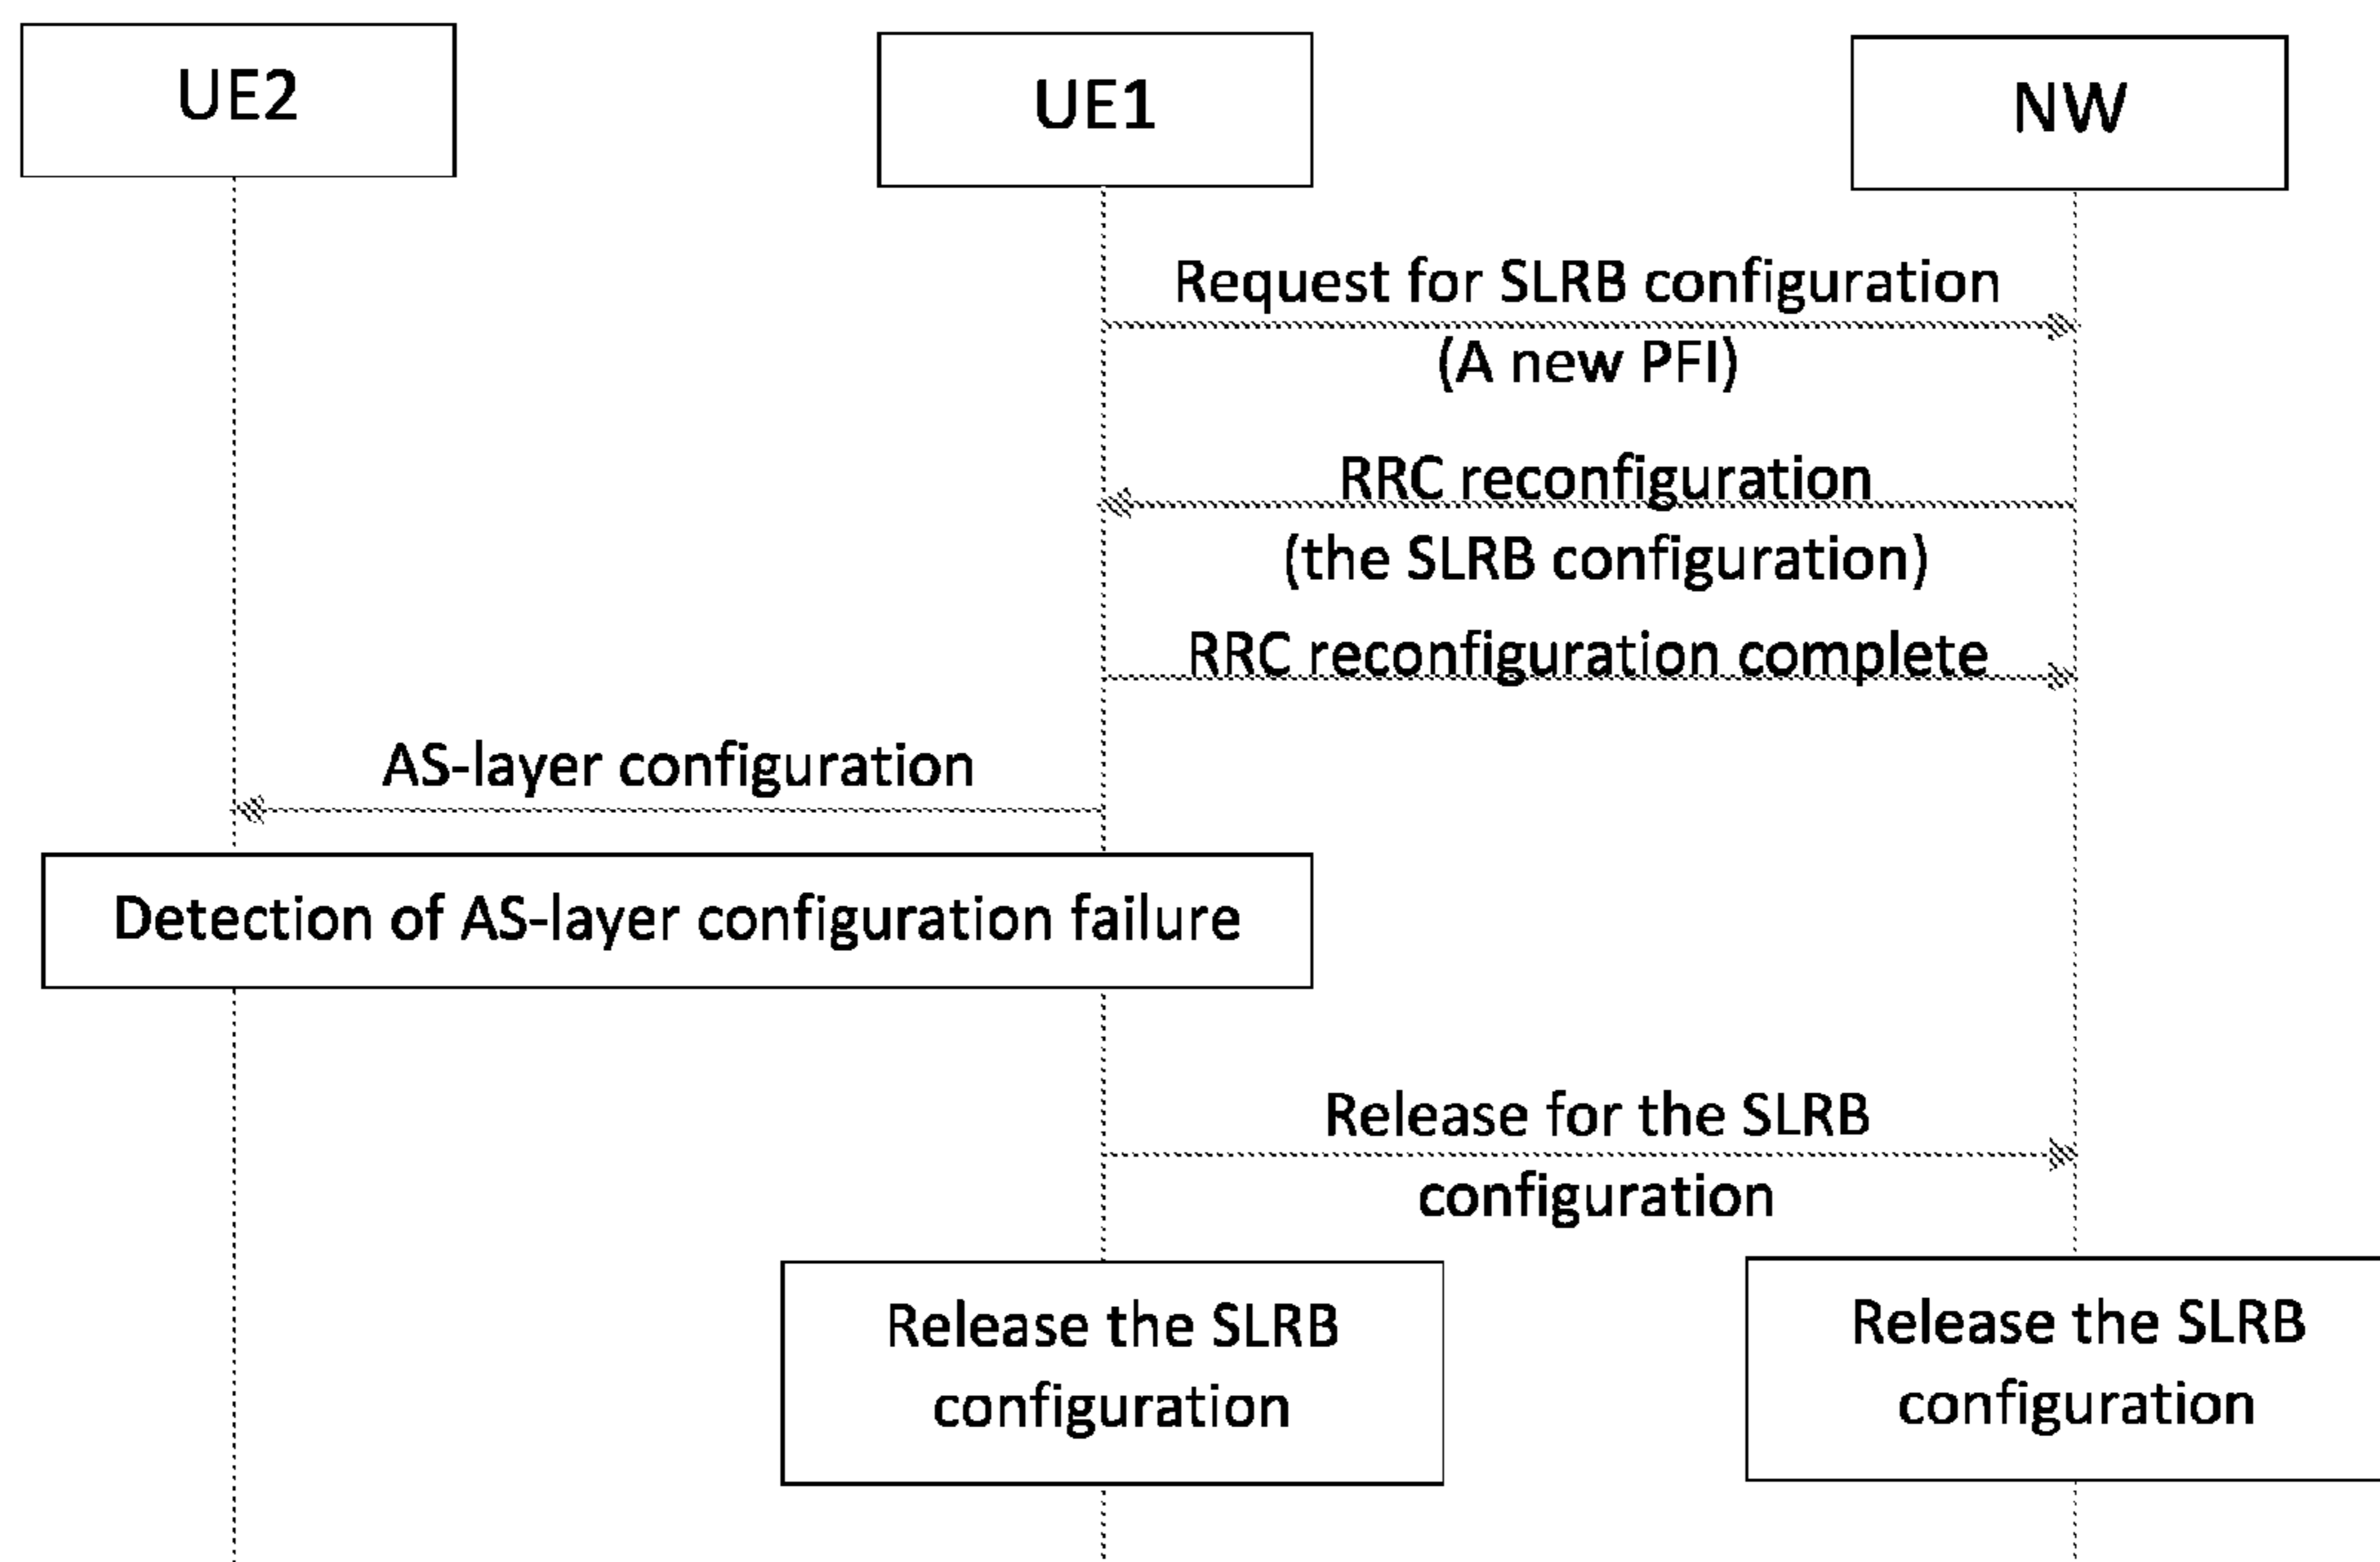 UE2
UE1
NW
Request for SLRB configuration
(A new PFI)
RRC reconfiguration
(the SLRB configuration)
RRC reconfiguration complete
AS-layer configuration
Detection of AS-layer configuration failure
Release for the SLRB
configuration
Release the SLRB
configuration
Release the SLRB
configuration